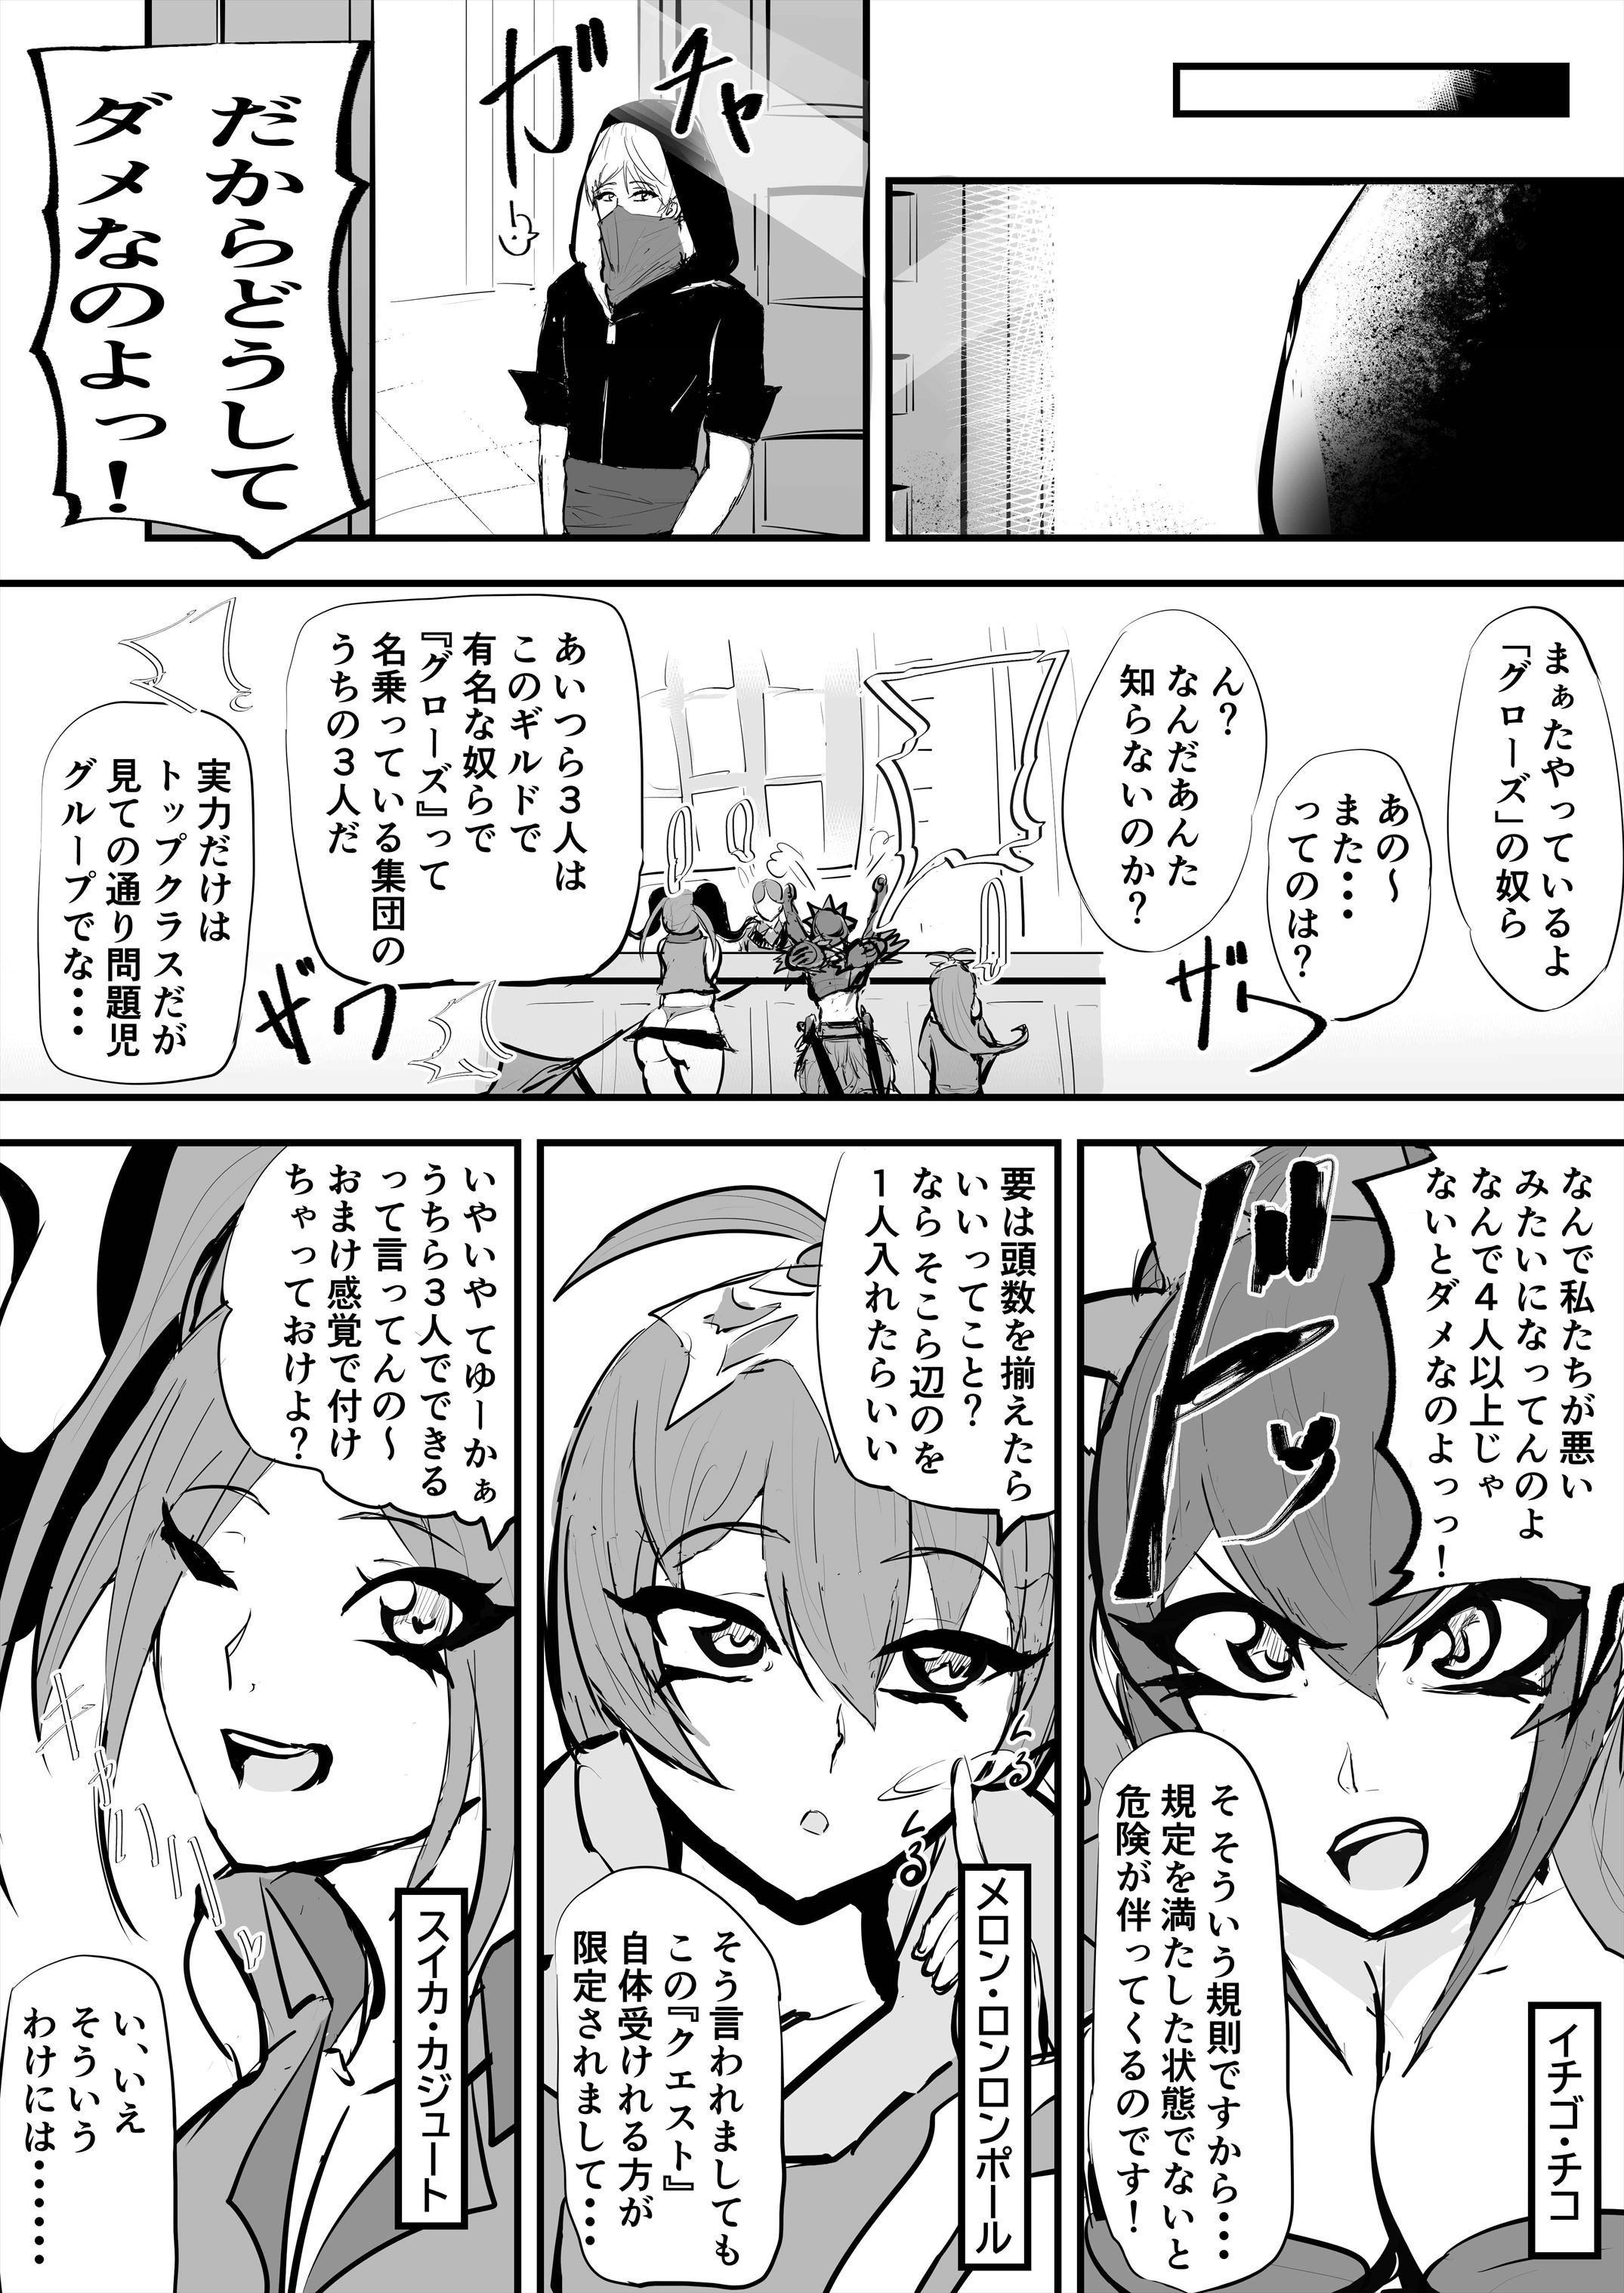 ガチャ
だからどうして
ダメなのよっ！
まぁたやっているよ
「グローズ」の奴ら
あの～
また・・・
ってのは？
ん？
なんだあんた
知らないのか？
ザワ
あいつら３人は
このギルドで
有名な奴らで
『グローズ』って
名乗っている集団の
うちの３人だ
ザワ
実力だけは
トップクラスだが
見ての通り問題児
グループでな・・・
なんで私たちが悪い
みたいになってんのよ
なんで４人以上じゃ
ないとダメなのよっっ！
ドッ
そ そういう規則ですから・・・
規定を満たした状態でないと
危険が伴ってくるのです！
イチゴ・チコ
要は頭数を揃えたら
いいってこと？
なら そこら辺のを
１人入れたらいい
くる
くる
メロン・ロンロンポール
そう言われましても
この『クエスト』
自体受けれる方が
限定されまして・・・
いやいや てゆーかぁ
うちら３人でできる
って言ってんの～
おまけ感覚で付け
ちゃっておけよ？
スイカ・カジュート
い、いえ
そういう
わけには・・・・・・